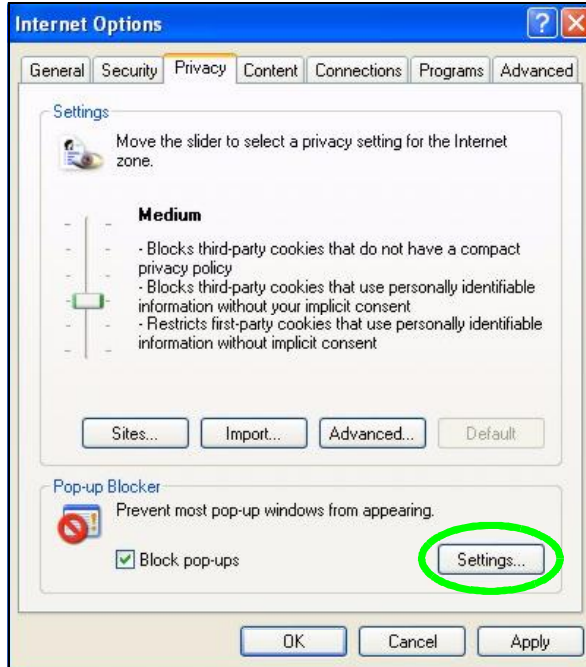 Internet Options
General Security Privacy Content Connections Programs Advanced
Settings
Move the slider to select a privacy setting for the Internet
zone.
Medium
- Blocks third-party cookies that do not have a compact
privacy policy
- Blocks third-party cookies that use personally identifiable
information without your implicit consent
- Restricts first-party cookies that use personally identifiable
information without implicit consent
Sites... Import... Advanced... Default
Pop-up Blocker
Prevent most pop-up windows from appearing.
Block pop-ups Settings...
OK Cancel Apply